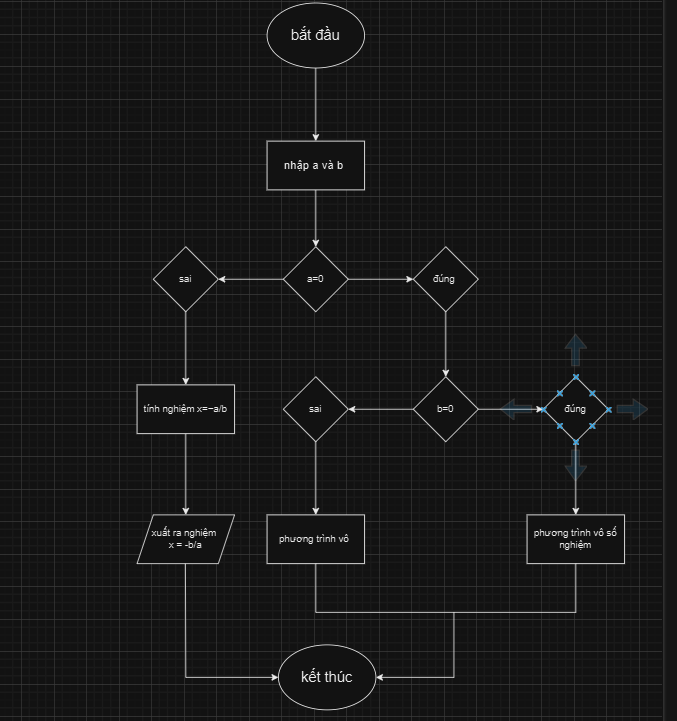 bắt đầu
nhập a và b
sai
a=0
đúng
tính nghiệm x=−a/b
sai
b=0
đúng
xuất ra nghiệm
x = -b/a
phương trình vô
phương trình vô số
nghiệm
kết thúc